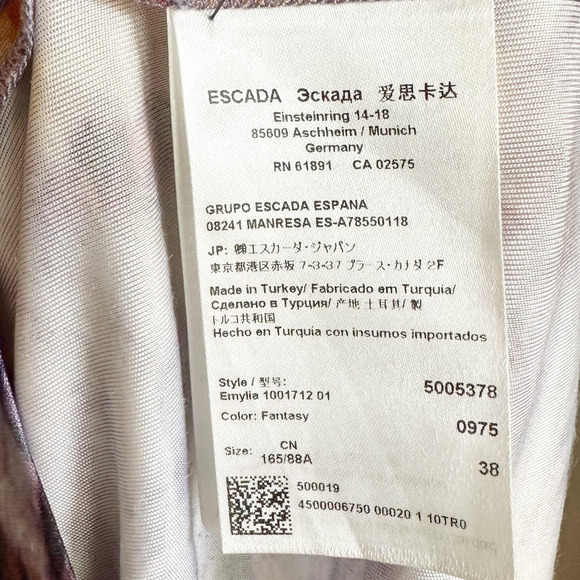 ESCADA Эскада 爱思卡达
Einsteinring 14-18
85609 Aschheim / Munich
Germany
RN 61891 CA 02575
GRUPO ESCADA ESPANA
08241 MANRESA ES-A78550118
JP: ㈱エスカーダ・ジャパン
東京都港区赤坂 7-3-37 プラース・カナダ 2F
Made in Turkey/ Fabricado em Turquia/
Сделано в Турция/ 产地 土耳其/ 製
トルコ共和国
Hecho en Turquia con insumos importados
Style / 型号: 5005378
Emylia 1001712 01
Color: Fantasy 0975
Size: CN 38
165/88A
500019
4500006750 00020 1 10TR0